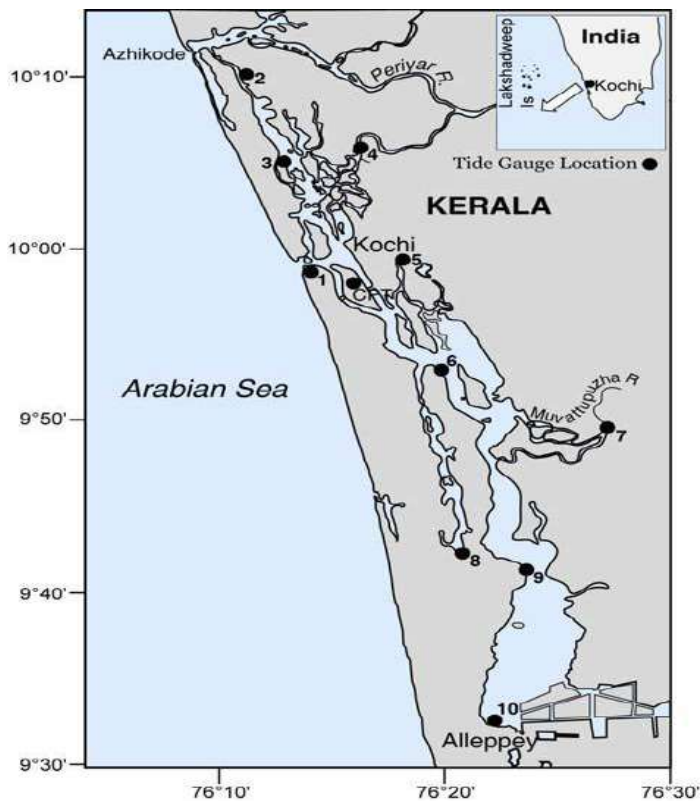 Azhikode
10°10'
2
Periyar R.
Lakshadweep
Is
India
Kochi
3
4
Tide Gauge Location
KERALA
10°00'
Kochi
5
1
CPT
6
Arabian Sea
9°50'
Muvattupuzha R
7
8
9
9°40'
10
Alleppey
9°30'
76°10'
76°20'
76°30'